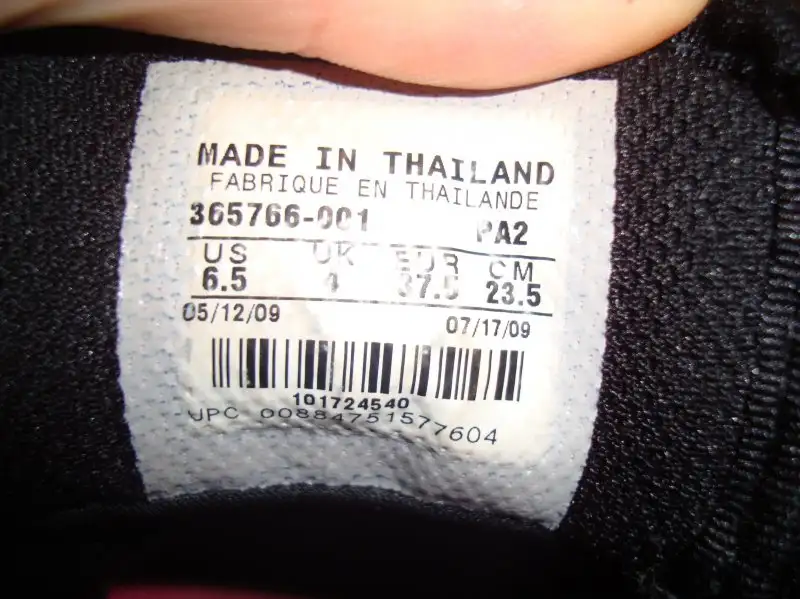 MADE IN THAILAND
FABRIQUE EN THAILANDE
365766-001 PA2
US UK EUR CM
6.5 4 37.5 23.5
05/12/09 07/17/09
101724540
UPC 00884751577604